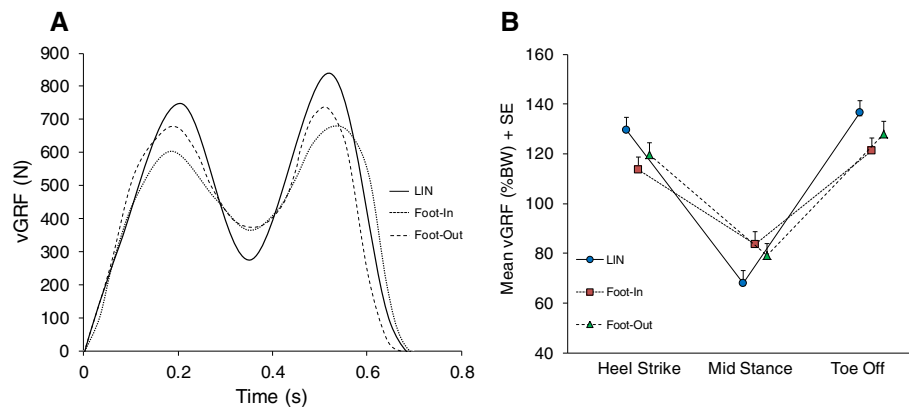 A
vGRF (N)
900
800
700
600
500
400
300
200
100
0
0
0.2
0.4
0.6
0.8
Time (s)
LIN
Foot-In
Foot-Out
B
Mean vGRF (%BW) + SE
160
140
120
100
80
60
40
LIN
Foot-In
Foot-Out
Heel Strike
Mid Stance
Toe Off